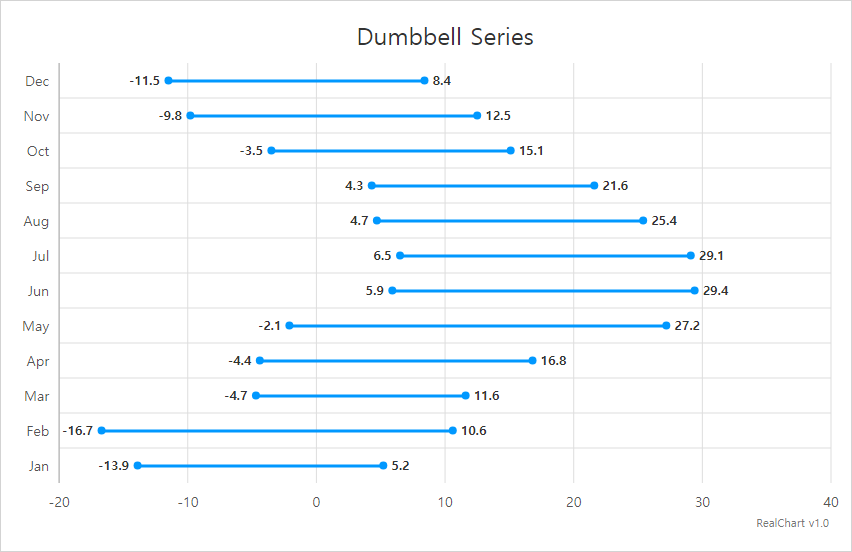 Dumbbell Series
Dec -11.5 8.4
Nov -9.8 12.5
Oct -3.5 15.1
Sep 4.3 21.6
Aug 4.7 25.4
Jul 6.5 29.1
Jun 5.9 29.4
May -2.1 27.2
Apr -4.4 16.8
Mar -4.7 11.6
Feb -16.7 10.6
Jan -13.9 5.2
-20 -10 0 10 20 30 40
RealChart v1.0